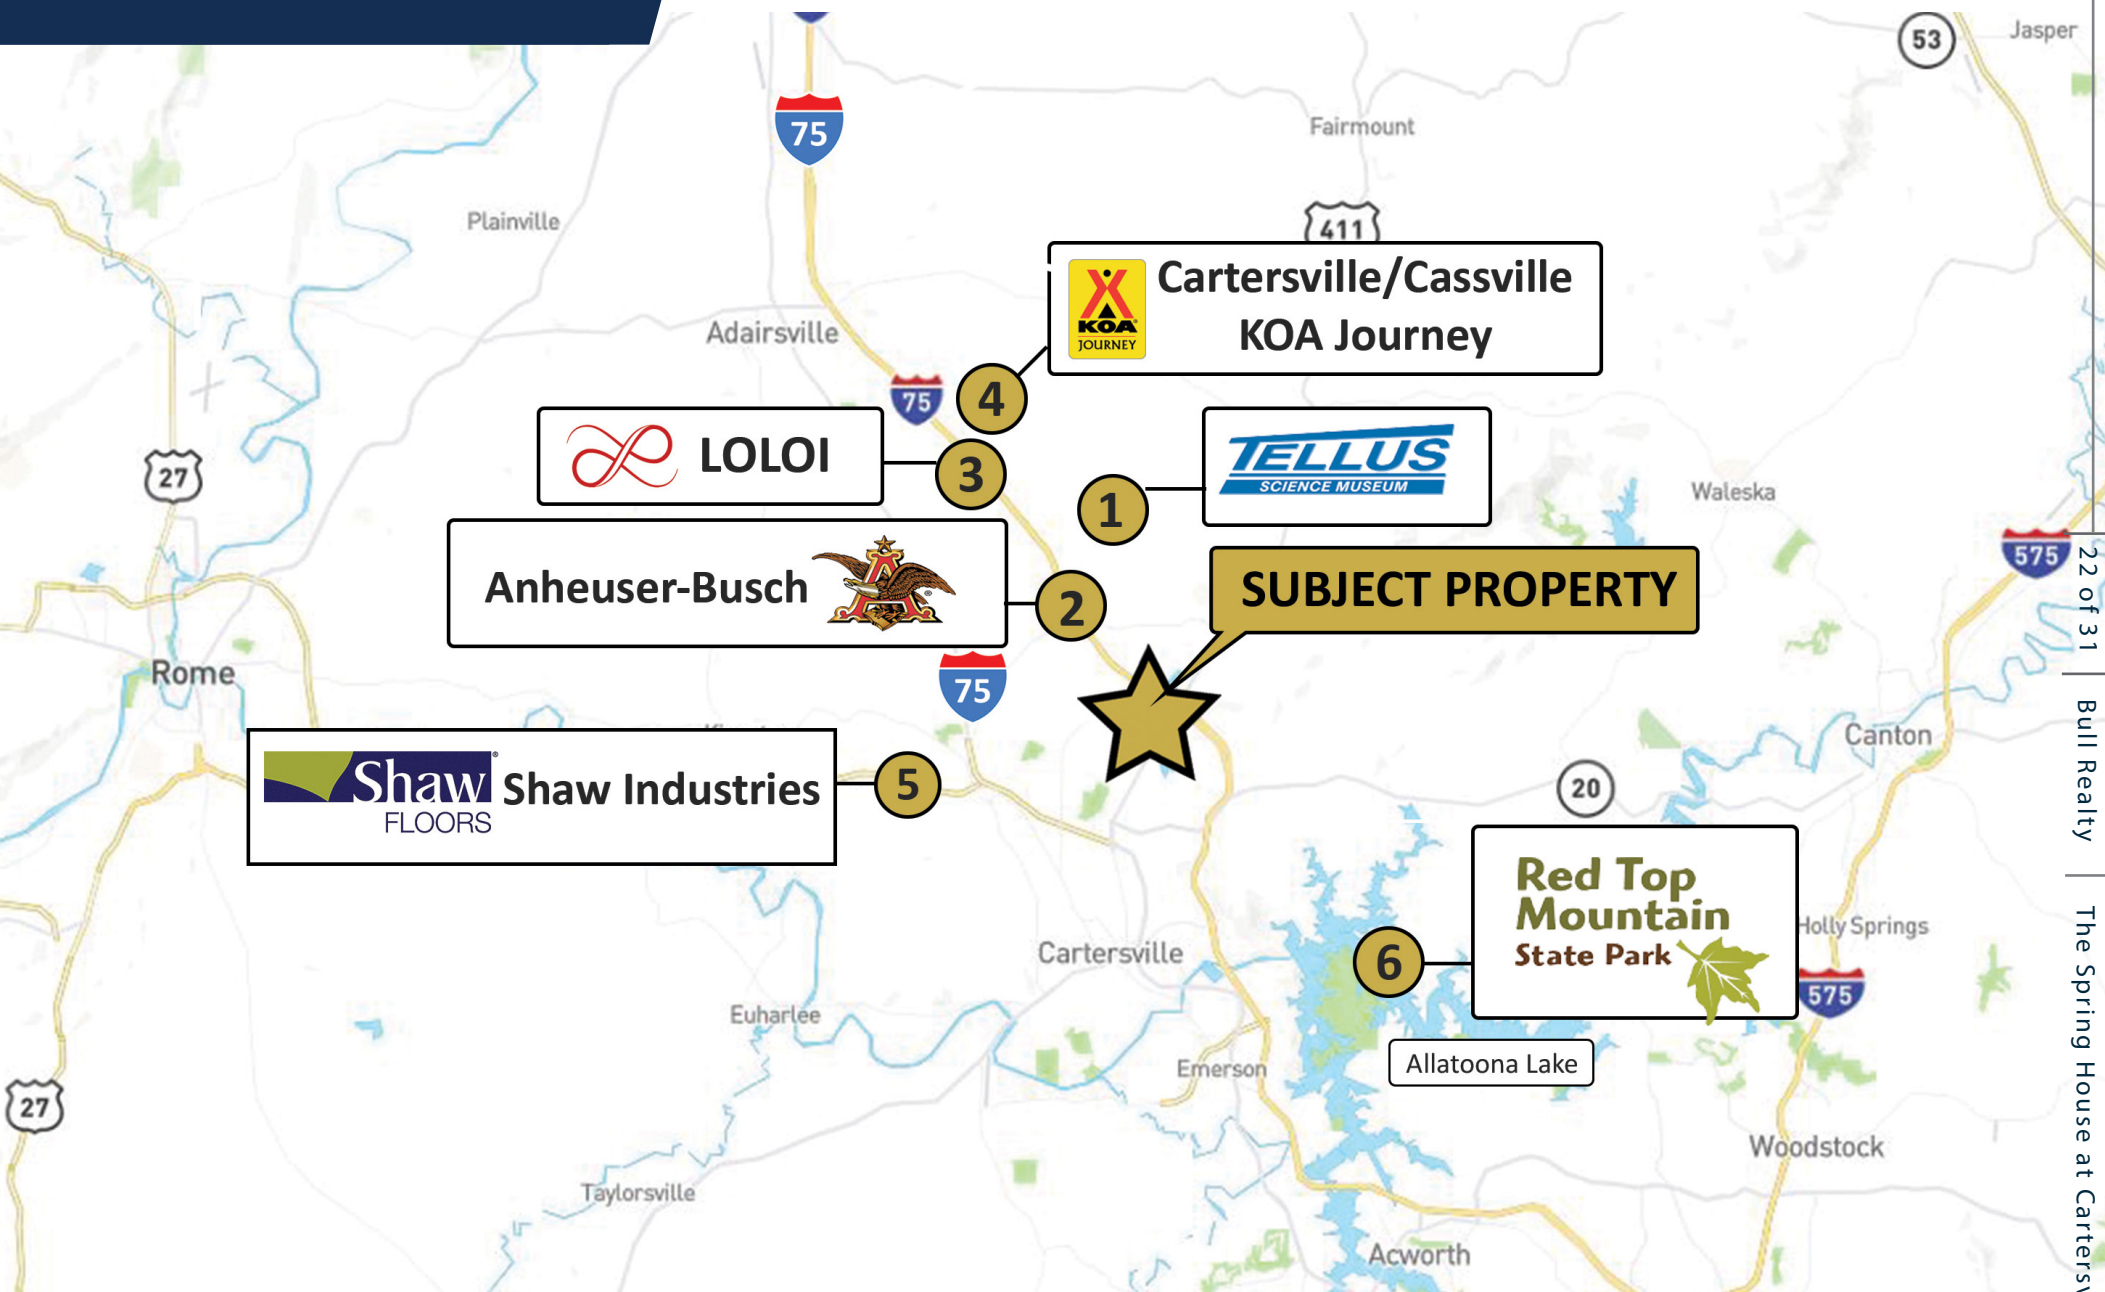 53
Jasper
75
Fairmount
Plainville
411
Cartersville/Cassville
KOA Journey
KOA
JOURNEY
Adairsville
75
4
LOLOI
3
27
TELLUS
SCIENCE MUSEUM
1
Waleska
575
Anheuser-Busch
A
2
SUBJECT PROPERTY
75
Rome
Canton
Shaw
FLOORS
Shaw Industries
5
20
Red Top
Mountain
State Park
6
Holly Springs
575
Cartersville
Euharlee
Emerson
Allatoona Lake
27
Woodstock
Taylorsville
Acworth
22 of 31
Bull Realty
The Spring House at